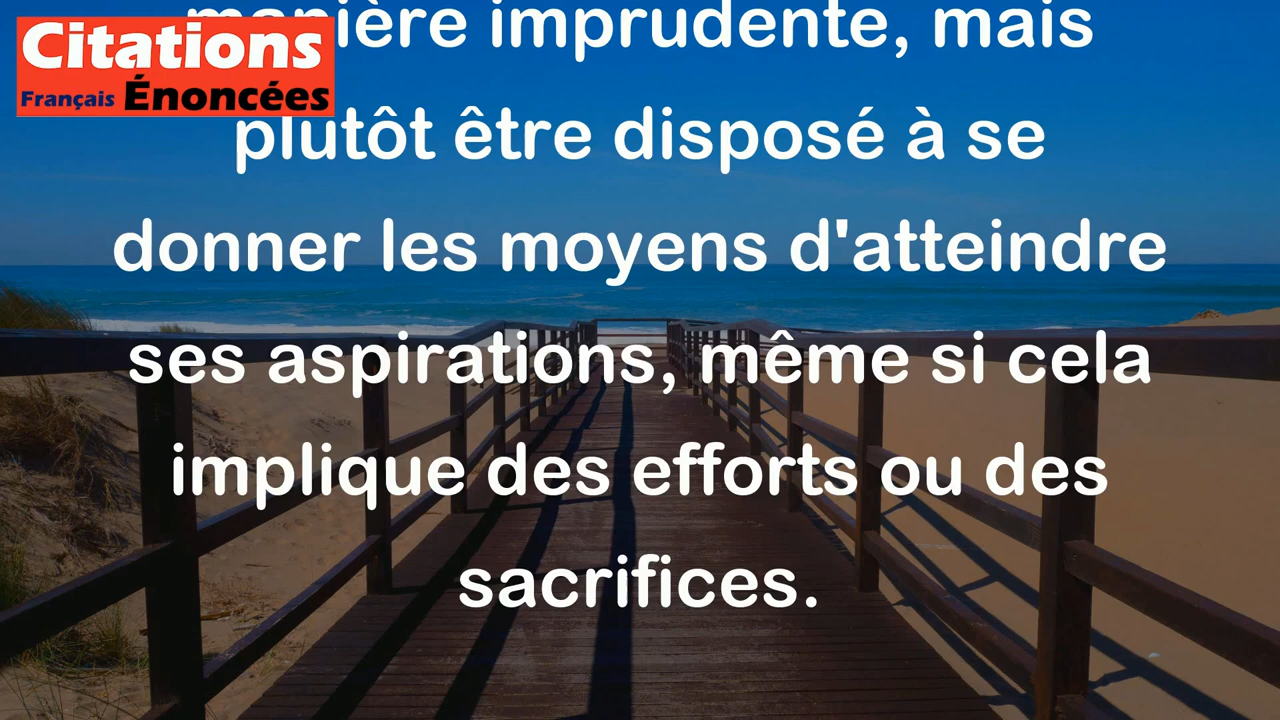 Citations
Français Énoncées
manière imprudente, mais
plutôt être disposé à se
donner les moyens d'atteindre
ses aspirations, même si cela
implique des efforts ou des
sacrifices.